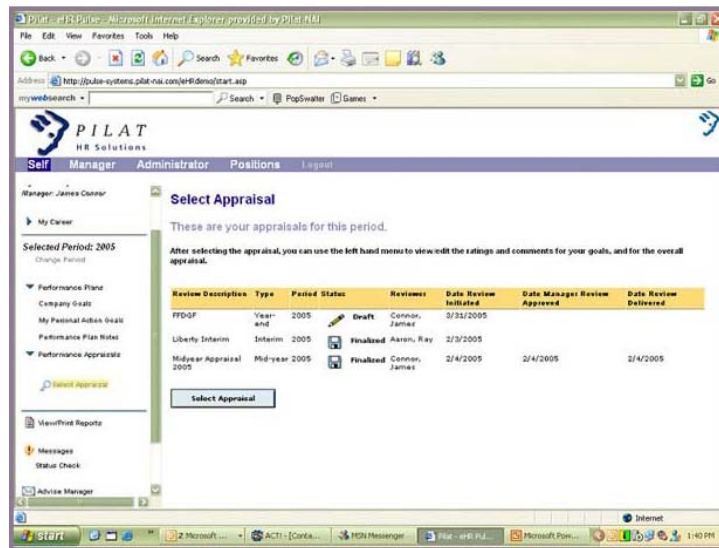 Pilat - eHR Pulse - Microsoft Internet Explorer provided by Pilat NAI
File Edit View Favorites Tools Help
Back Search Favorites
Address http://pulse-systems.pilat-nai.com/eHRdemo/start.asp Go
mywebsearch Search PopSwatter Games
PILAT
HR Solutions
Self Manager Administrator Positions Logout
Manager: James Connor
My Career
Selected Period: 2005
Change Period
Performance Plans
Company Goals
My Personal Action Goals
Performance Plan Notes
Performance Appraisals
Select Appraisal
View/Print Reports
Messages
Status Check
Advise Manager
Select Appraisal
These are your appraisals for this period.
After selecting the appraisal, you can use the left hand menu to view/edit the ratings and comments for your goals, and for the overall
appraisal.
Review Description Type Period Status Reviewer Date Review Initiated Date Manager Review Approved Date Review Delivered
FFDGF Year-end 2005 Draft Connor, James 3/31/2005
Liberty Interim Interim 2005 Finalized Aaron, Ray 2/3/2005
Midyear Appraisal 2005 Mid-year 2005 Finalized Connor, James 2/4/2005 2/4/2005 2/4/2005
Select Appraisal
Internet
start 2 Microsoft ... ACT! - [Conta... MSN Messenger Pilat - eHR Pul... Microsoft Pow... 1:40 PM